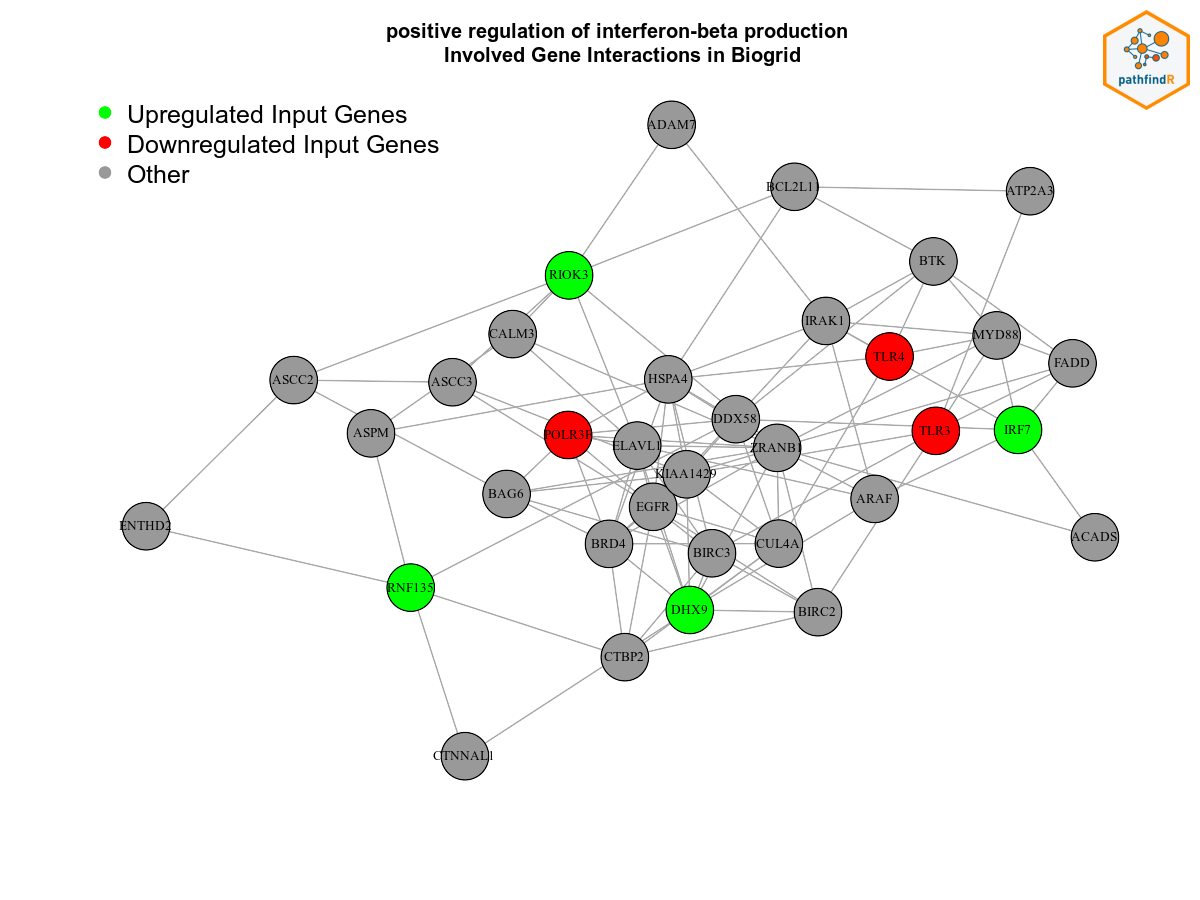 positive regulation of interferon-beta production
Involved Gene Interactions in Biogrid
pathfindR
Upregulated Input Genes
Downregulated Input Genes
Other
ADAM7
BCL2L11
ATP2A3
BTK
RIOK3
IRAK1
CALM3
MYD88
TLR4
FADD
ASCC2
ASCC3
HSPA4
DDX58
ASPM
TLR3
IRF7
ELAVL1
ZRANB1
KIAA1429
BAG6
ARAF
EGFR
ENTHD2
ACADS
BRD4
BIRC3
CUL4A
RNF135
DHX9
BIRC2
CTBP2
CTNNAL1